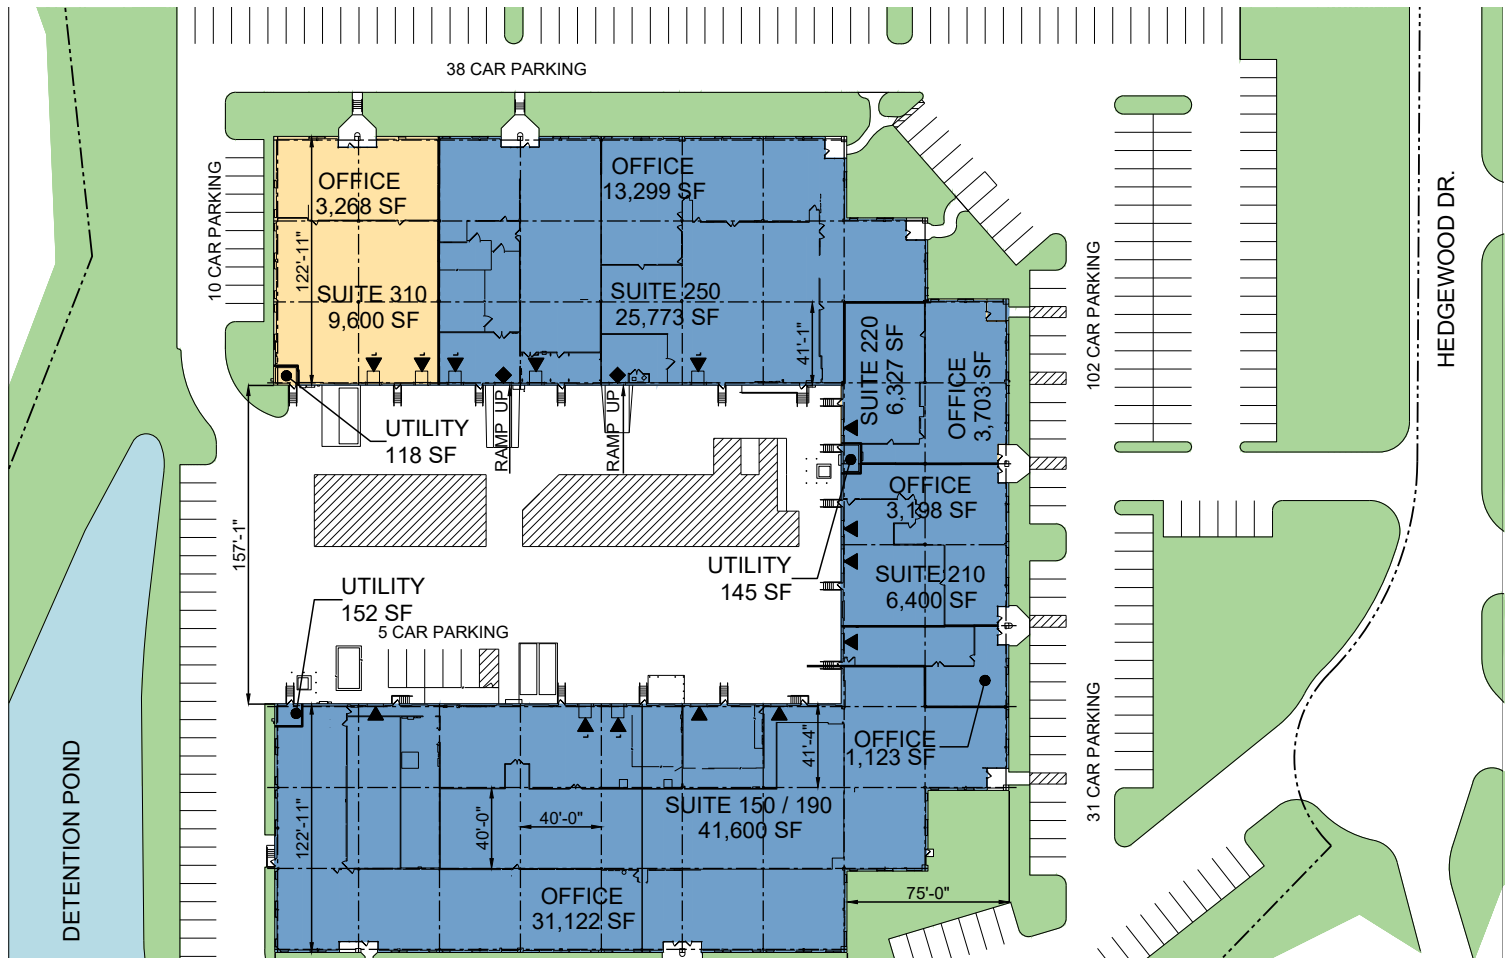 38 CAR PARKING
10 CAR PARKING
OFFICE
3,268 SF
122'-11"
SUITE 310
9,600 SF
OFFICE
13,299 SF
SUITE 250
25,773 SF
41'-1"
SUITE 220
6,327 SF
OFFICE
3,703 SF
102 CAR PARKING
HEDGEWOOD DR.
UTILITY
118 SF
RAMP UP
RAMP UP
157'-1"
OFFICE
3,198 SF
UTILITY
145 SF
SUITE 210
6,400 SF
UTILITY
152 SF
5 CAR PARKING
OFFICE
1,123 SF
41'-4"
31 CAR PARKING
DETENTION POND
122'-11"
40'-0"
40'-0"
SUITE 150 / 190
41,600 SF
OFFICE
31,122 SF
75'-0"